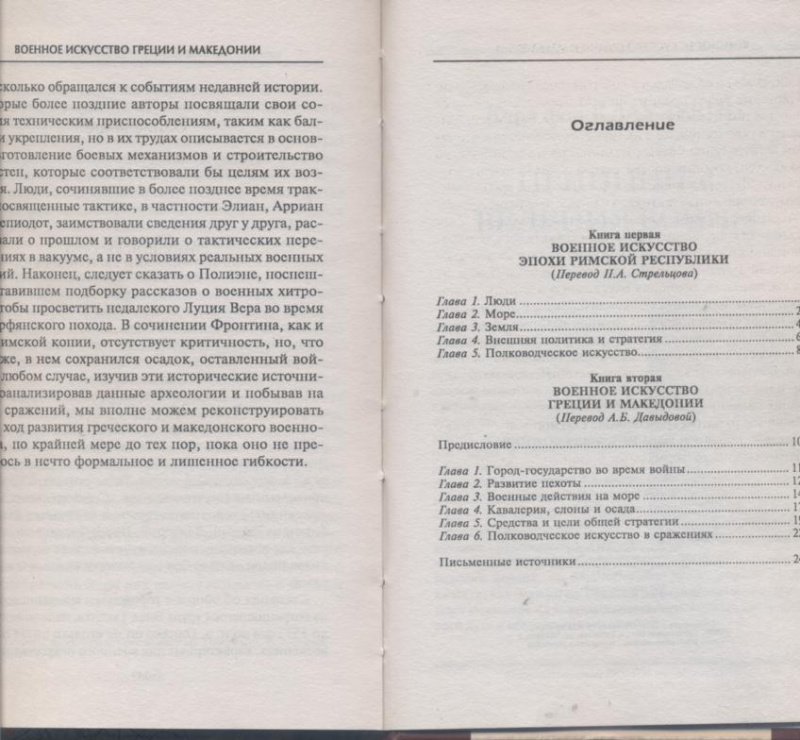 ВОЕННОЕ ИСКУССТВО ГРЕЦИИ И МАКЕДОНИИ
сколько обращался к событиям недавней истории.
орые более поздние авторы посвящали свои со-
ия техническим приспособлениям, таким как бал-
и укрепления, но в их трудах описывается в основ-
зготовление боевых механизмов и строительство
стен, которые соответствовали бы целям их воз-
я. Люди, сочинявшие в более позднее время трак-
посвященные тактике, в частности Элиан, Арриан
епиодот, заимствовали сведения друг у друга, рас-
али о прошлом и говорили о тактических пере-
ниях в вакууме, а не в условиях реальных военных
ий. Наконец, следует сказать о Полиэне, поспеш-
тавившем подборку рассказов о военных хитро-
чтобы просветить недалекого Луция Вера во время
арфянского похода. В сочинении Фронтина, как и
имской копии, отсутствует критичность, но, что
же, в нем сохранился осадок, оставленный вой-
любом случае, изучив эти исторические источни-
оанализировав данные археологии и побывав на
сражений, мы вполне можем реконструировать
ход развития греческого и македонского военно-
а, по крайней мере до тех пор, пока оно не пре-
ось в нечто формальное и лишенное гибкости.
Оглавление
Книга первая
ВОЕННОЕ ИСКУССТВО
ЭПОХИ РИМСКОЙ РЕСПУБЛИКИ
(Перевод П.А. Стрельцова)
Глава 1. Люди
Глава 2. Море
Глава 3. Земля
Глава 4. Внешняя политика и стратегия
Глава 5. Полководческое искусство
Книга вторая
ВОЕННОЕ ИСКУССТВО
ГРЕЦИИ И МАКЕДОНИИ
(Перевод А.Б. Давыдовой)
Предисловие
Глава 1. Город-государство во время войны
Глава 2. Развитие пехоты
Глава 3. Военные действия на море
Глава 4. Кавалерия, слоны и осада
Глава 5. Средства и цели общей стратегии
Глава 6. Полководческое искусство в сражениях
Письменные источники